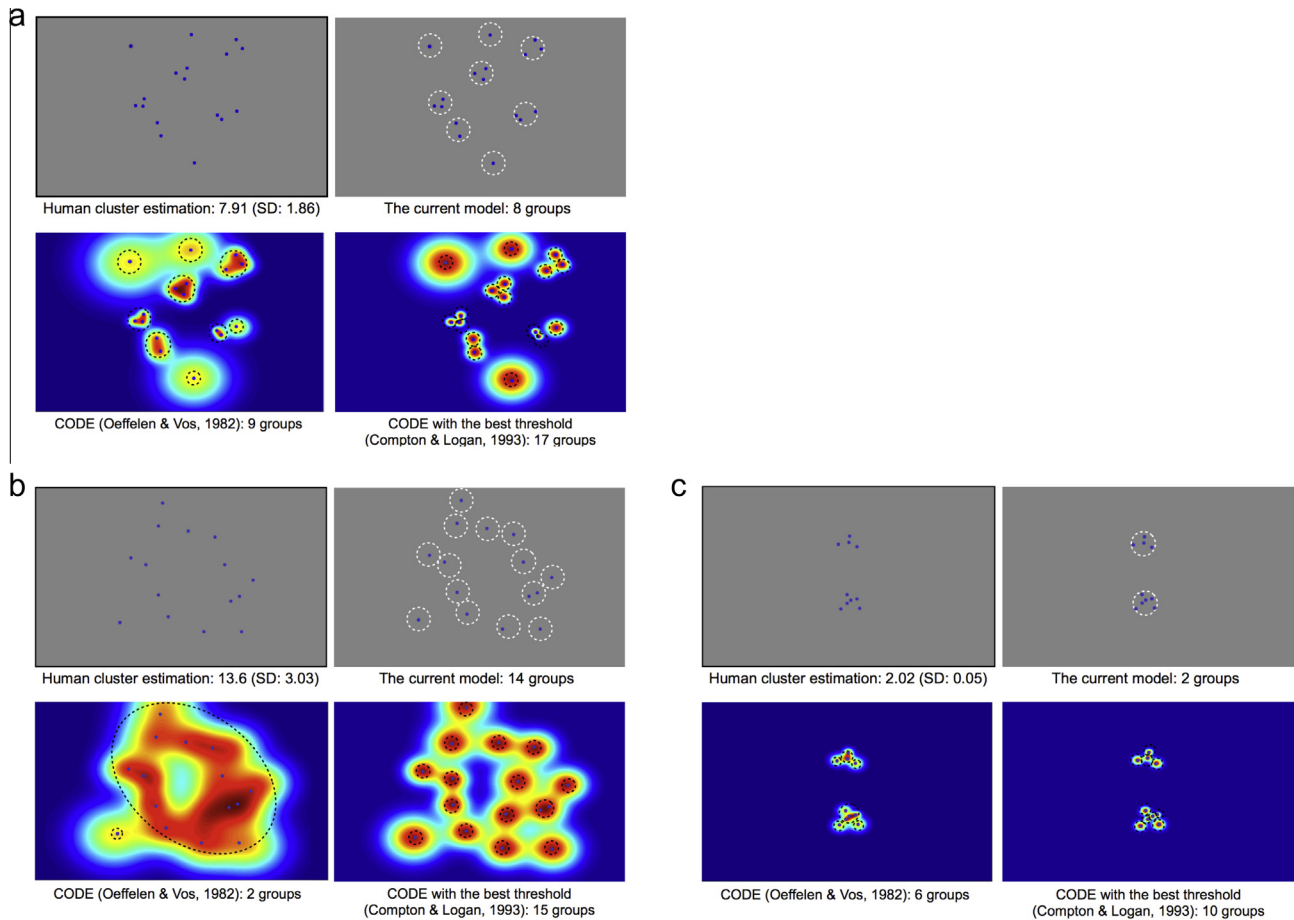 a
Human cluster estimation: 7.91 (SD: 1.86)
The current model: 8 groups
CODE (Oeffelen & Vos, 1982): 9 groups
CODE with the best threshold
(Compton & Logan, 1993): 17 groups
b
Human cluster estimation: 13.6 (SD: 3.03)
The current model: 14 groups
CODE (Oeffelen & Vos, 1982): 2 groups
CODE with the best threshold
(Compton & Logan, 1993): 15 groups
c
Human cluster estimation: 2.02 (SD: 0.05)
The current model: 2 groups
CODE (Oeffelen & Vos, 1982): 6 groups
CODE with the best threshold
(Compton & Logan, 1993): 10 groups